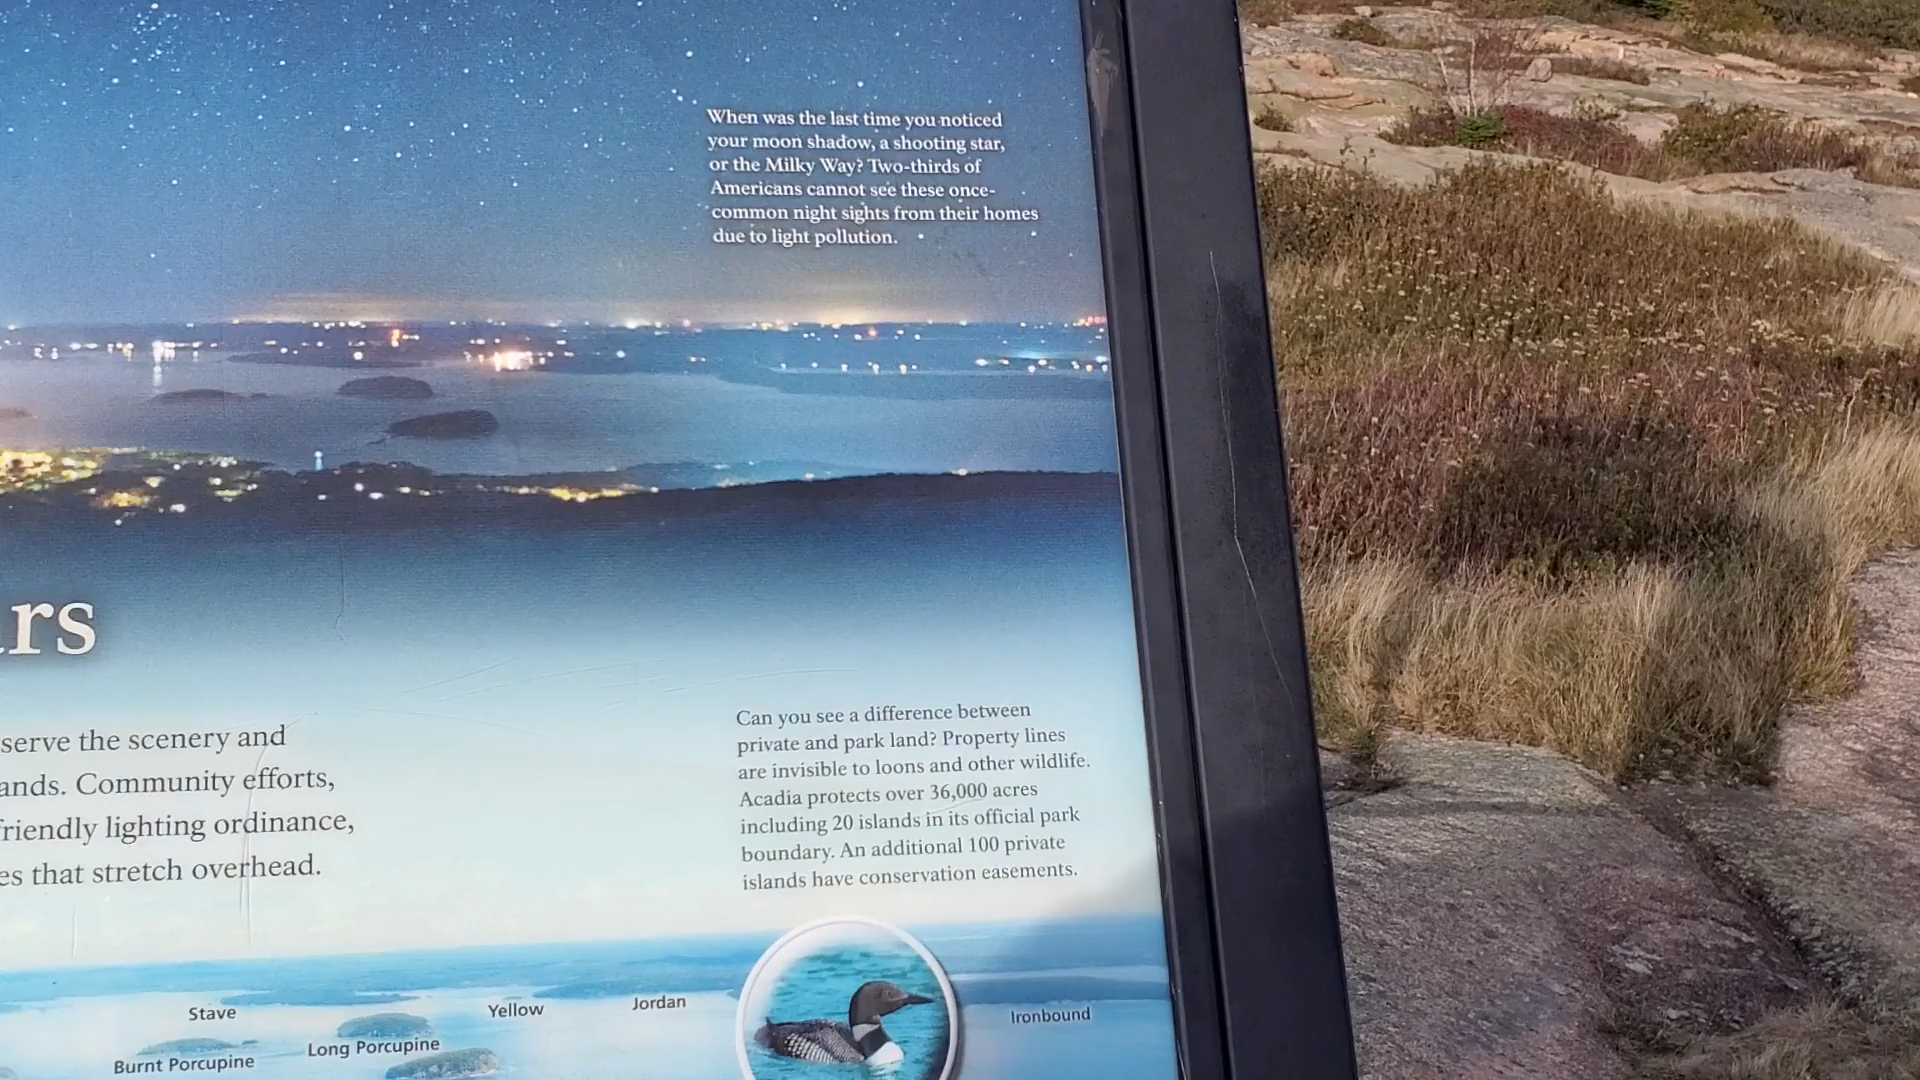 When was the last time you noticed
your moon shadow, a shooting star,
or the Milky Way? Two-thirds of
Americans cannot see these once-
common night sights from their homes
due to light pollution.
rs
serve the scenery and
ands. Community efforts,
friendly lighting ordinance,
es that stretch overhead.
Can you see a difference between
private and park land? Property lines
are invisible to loons and other wildlife.
Acadia protects over 36,000 acres
including 20 islands in its official park
boundary. An additional 100 private
islands have conservation easements.
Stave
Yellow
Jordan
Ironbound
Burnt Porcupine
Long Porcupine